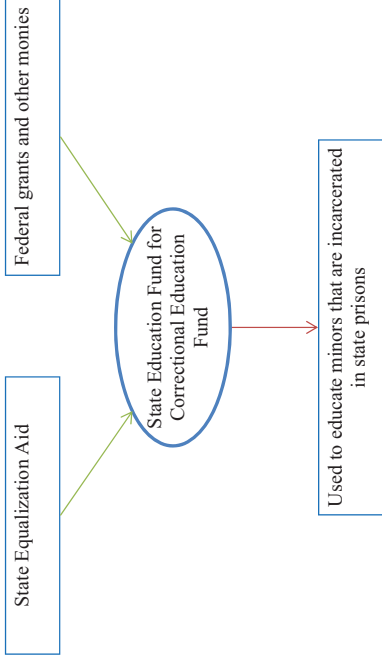 State Equalization Aid
Federal grants and other monies
State Education Fund for
Correctional Education
Fund
Used to educate minors that are incarcerated
in state prisons